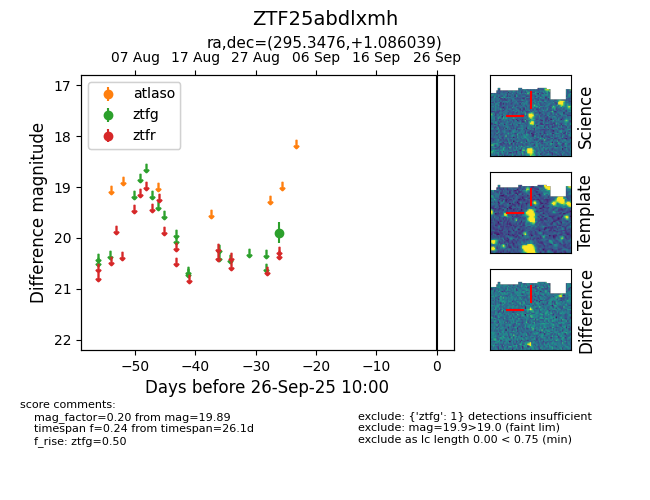 ZTF25abdlxmh
ra,dec=(295.3476,+1.086039)
07 Aug 17 Aug 27 Aug 06 Sep 16 Sep 26 Sep
17
18
19
20
21
22
Difference magnitude
atlaso
ztfg
ztfr
−50 −40 −30 −20 −10 0
Days before 26-Sep-25 10:00
Science
Template
Difference
score comments:
mag_factor=0.20 from mag=19.89
timespan f=0.24 from timespan=26.1d
f_rise: ztfg=0.50
exclude: {'ztfg': 1} detections insufficient
exclude: mag=19.9>19.0 (faint lim)
exclude as lc length 0.00 < 0.75 (min)